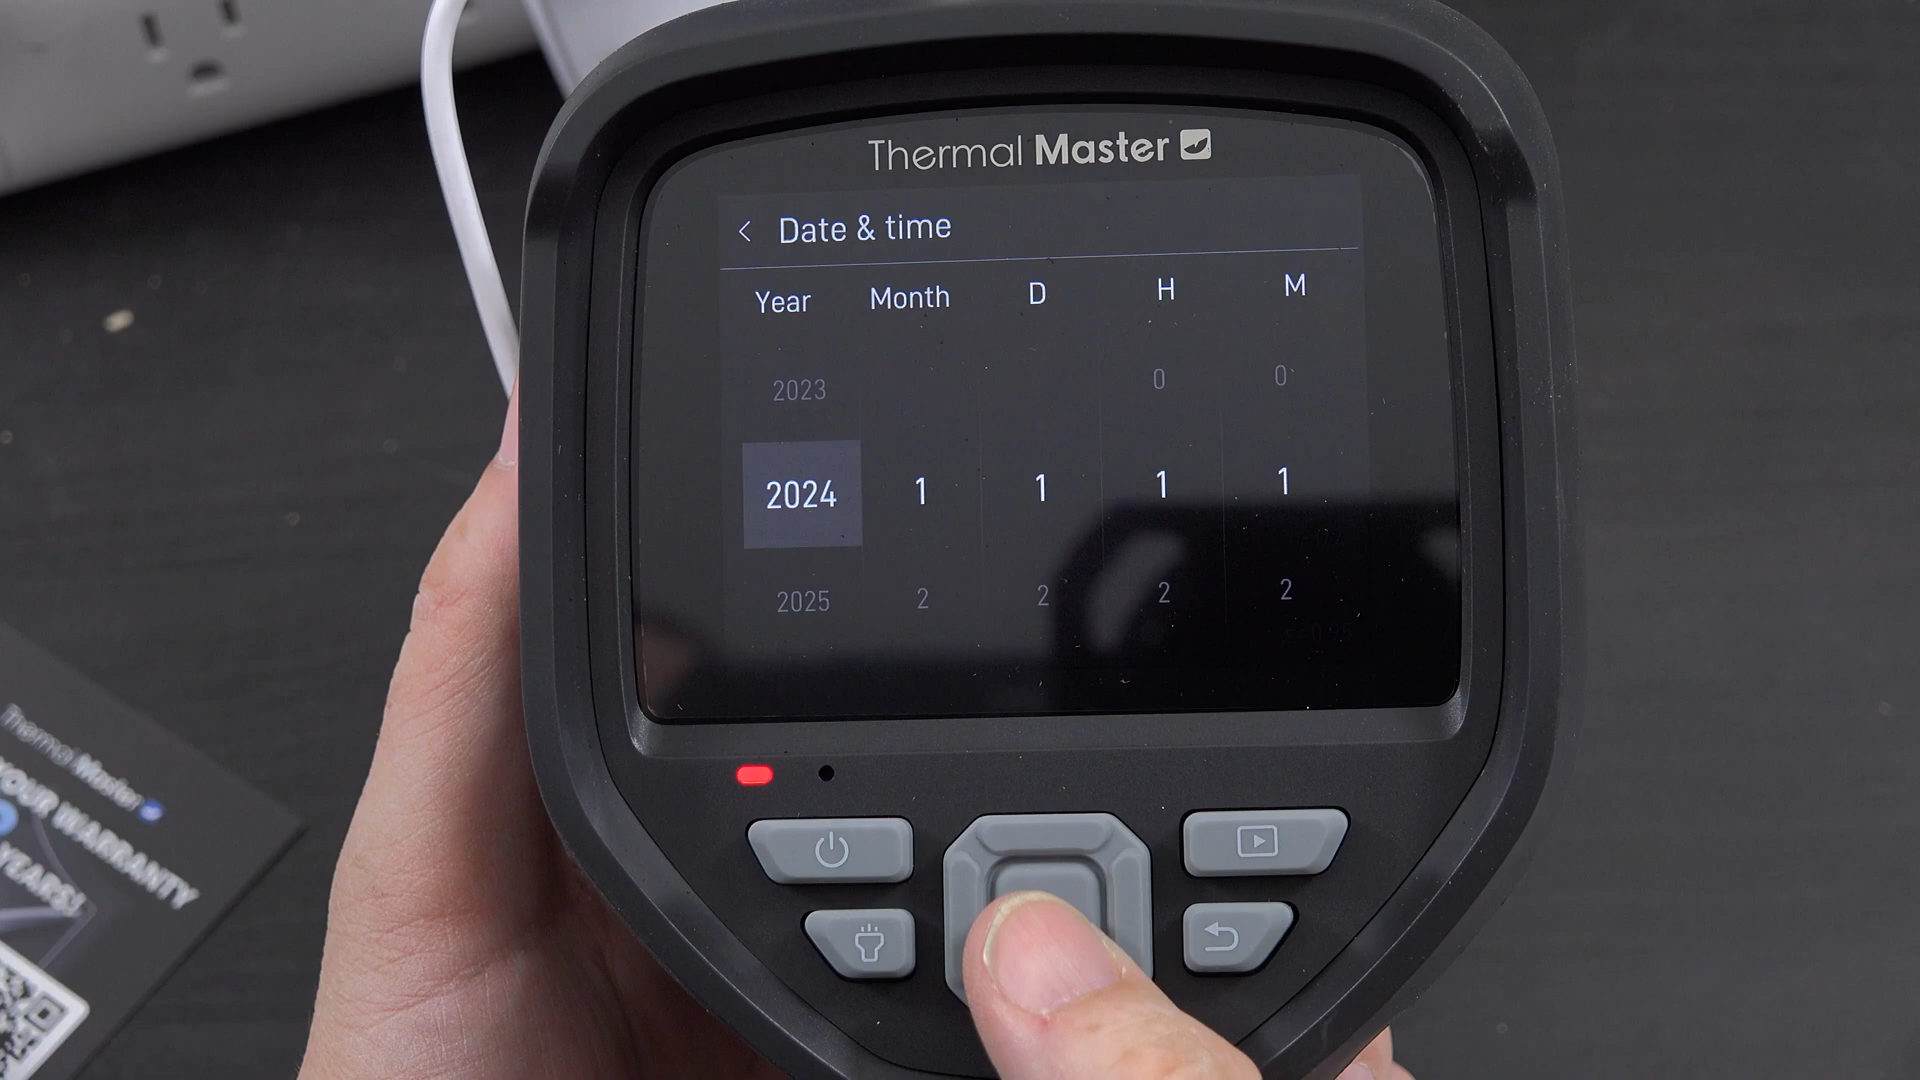 Thermal Master
< Date & time
Year Month D H M
2023 0 0
2024 1 1 1 1
2025 2 2 2 2
Thermal Master
YOUR WARRANTY
YEARS!